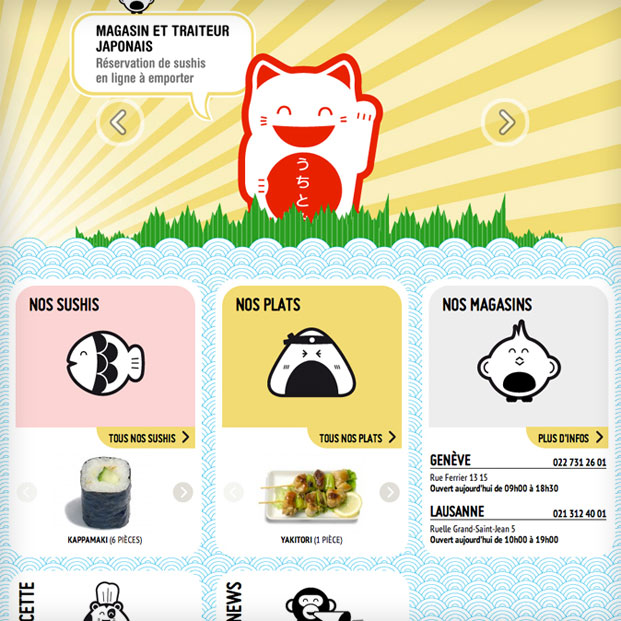 MAGASIN ET TRAITEUR
JAPONAIS
Réservation de sushis
en ligne à emporter
うちと
NOS SUSHIS
NOS PLATS
NOS MAGASINS
TOUS NOS SUSHIS
TOUS NOS PLATS
PLUS D'INFOS
KAPPAMAKI (6 PIÈCES)
YAKITORI (1 PIÈCE)
GENÈVE 022 731 26 01
Rue Ferrier 13 15
Ouvert aujourd'hui de 09h00 à 18h30
LAUSANNE 021 312 40 01
Ruelle Grand-Saint-Jean 5
Ouvert aujourd'hui de 10h00 à 19h00
CETTE
NEWS